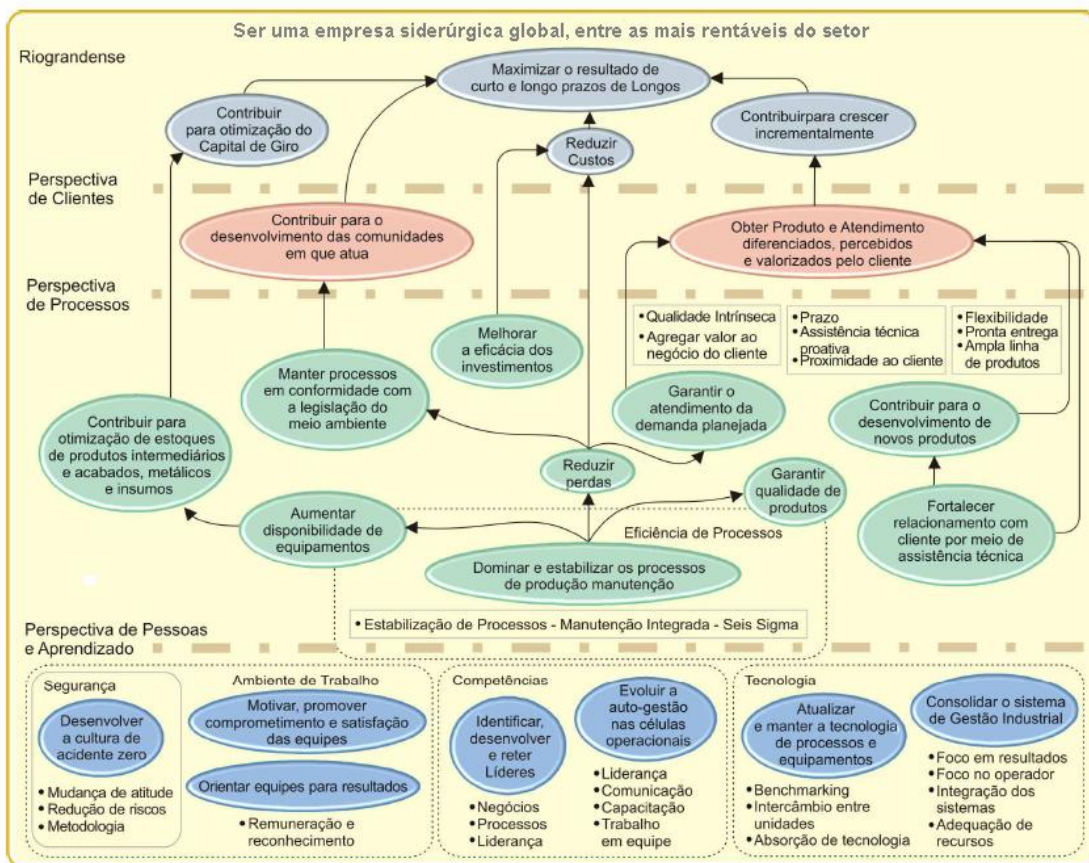 Ser uma empresa siderúrgica global, entre as mais rentáveis do setor
Riograndense
Maximizar o resultado de
curto e longo prazos de Longos
Contribuir
para otimização do
Capital de Giro
Reduzir
Custos
Contribuirpara crescer
incrementalmente
Perspectiva
de Clientes
Contribuir para o
desenvolvimento das comunidades
em que atua
Obter Produto e Atendimento
diferenciados, percebidos
e valorizados pelo cliente
Perspectiva
de Processos
• Qualidade Intrínseca
• Agregar valor ao
negócio do cliente
• Prazo
• Assistência técnica
proativa
• Proximidade ao cliente
• Flexibilidade
• Pronta entrega
• Ampla linha
de produtos
Melhorar
a eficácia dos
investimentos
Manter processos
em conformidade com
a legislação do
meio ambiente
Garantir o
atendimento da
demanda planejada
Contribuir para o
desenvolvimento de
novos produtos
Contribuir para
otimização de estoques
de produtos intermediários
e acabados, metálicos
e insumos
Reduzir
perdas
Garantir
qualidade de
produtos
Fortalecer
relacionamento com
cliente por meio de
assistência técnica
Aumentar
disponibilidade de
equipamentos
Eficiência de Processos
Dominar e estabilizar os processos
de produção manutenção
• Estabilização de Processos - Manutenção Integrada - Seis Sigma
Perspectiva de Pessoas
e Aprendizado
Segurança
Desenvolver
a cultura de
acidente zero
• Mudança de atitude
• Redução de riscos
• Metodologia
Ambiente de Trabalho
Motivar, promover
comprometimento e satisfação
das equipes
Orientar equipes para resultados
• Remuneração e
reconhecimento
Competências
Identificar,
desenvolver
e reter
Líderes
• Negócios
• Processos
• Liderança
Evoluir a
auto-gestão
nas células
operacionais
• Liderança
• Comunicação
• Capacitação
• Trabalho
em equipe
Tecnologia
Atualizar
e manter a tecnologia
de processos e
equipamentos
• Benchmarking
• Intercâmbio entre
unidades
• Absorção de tecnologia
Consolidar o sistema
de Gestão Industrial
• Foco em resultados
• Foco no operador
• Integração dos
sistemas
• Adequação de
recursos